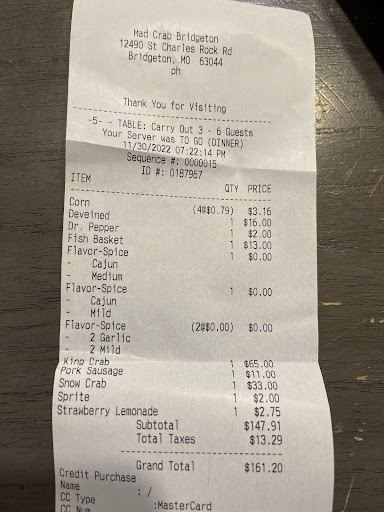 Mad Crab Bridgeton
12490 St Charles Rock Rd
Bridgeton, MO 63044
ph
Thank You for Visiting
-5- - TABLE: Carry Out 3 - 6 Guests
Your Server was TO GO (DINNER)
11/30/2022 07:22:14 PM
Sequence #: 0000015
ID #: 0187967
ITEM QTY PRICE
Corn (4@$0.79) $3.16
Deveined 1 $16.00
Dr. Pepper 1 $2.00
Fish Basket 1 $13.00
Flavor-Spice 1 $0.00
- Cajun
- Medium
Flavor-Spice 1 $0.00
- Cajun
- Mild
Flavor-Spice (2@$0.00) $0.00
- 2 Garlic
- 2 Mild
King Crab 1 $65.00
Pork Sausage 1 $11.00
Snow Crab 1 $33.00
Sprite 1 $2.00
Strawberry Lemonade 1 $2.75
Subtotal $147.91
Total Taxes $13.29
Grand Total $161.20
Credit Purchase
Name : /
CC Type :MasterCard
CC Num